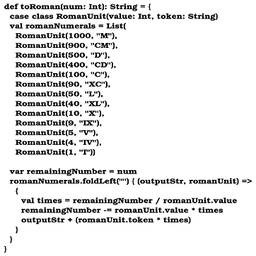 def toRoman(num: Int): String = {
case class RomanUnit(value: Int, token: String)
val romanNumerals = List(
RomanUnit(1000, "M"),
RomanUnit(900, "CM"),
RomanUnit(500, "D"),
RomanUnit(400, "CD"),
RomanUnit(100, "C"),
RomanUnit(90, "XC"),
RomanUnit(50, "L"),
RomanUnit(40, "XL"),
RomanUnit(10, "X"),
RomanUnit(9, "IX"),
RomanUnit(5, "V"),
RomanUnit(4, "IV"),
RomanUnit(1, "I"))
var remainingNumber = num
romanNumerals.foldLeft("") { (outputStr, romanUnit) =>
{
val times = remainingNumber / romanUnit.value
remainingNumber -= romanUnit.value * times
outputStr + (romanUnit.token * times)
}
}
}